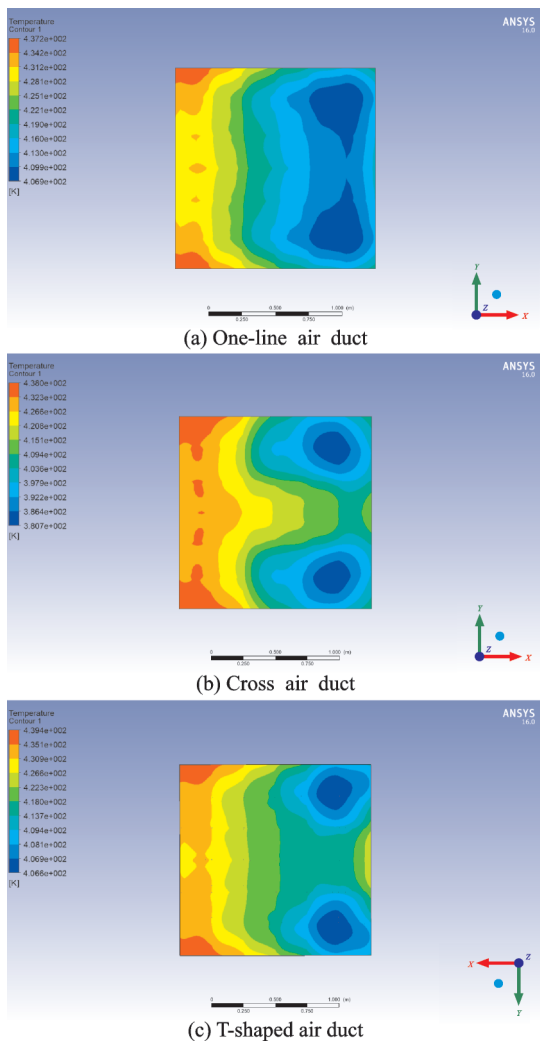 Temperature
Contour 1
4.372e+002
4.342e+002
4.312e+002
4.281e+002
4.251e+002
4.221e+002
4.190e+002
4.160e+002
4.130e+002
4.099e+002
4.069e+002
[K]
ANSYS
16.0
0 0.500 1.000 (m)
0.250 0.750
Y
Z X
(a) One-line air duct
Temperature
Contour 1
4.380e+002
4.323e+002
4.266e+002
4.208e+002
4.151e+002
4.094e+002
4.036e+002
3.979e+002
3.922e+002
3.864e+002
3.807e+002
[K]
ANSYS
16.0
0 0.500 1.000 (m)
0.250 0.750
Y
Z X
(b) Cross air duct
Temperature
Contour 1
4.394e+002
4.351e+002
4.309e+002
4.266e+002
4.223e+002
4.180e+002
4.137e+002
4.094e+002
4.081e+002
4.069e+002
4.066e+002
[K]
ANSYS
16.0
0 0.500 1.000 (m)
0.250 0.750
X Z
Y
(c) T-shaped air duct